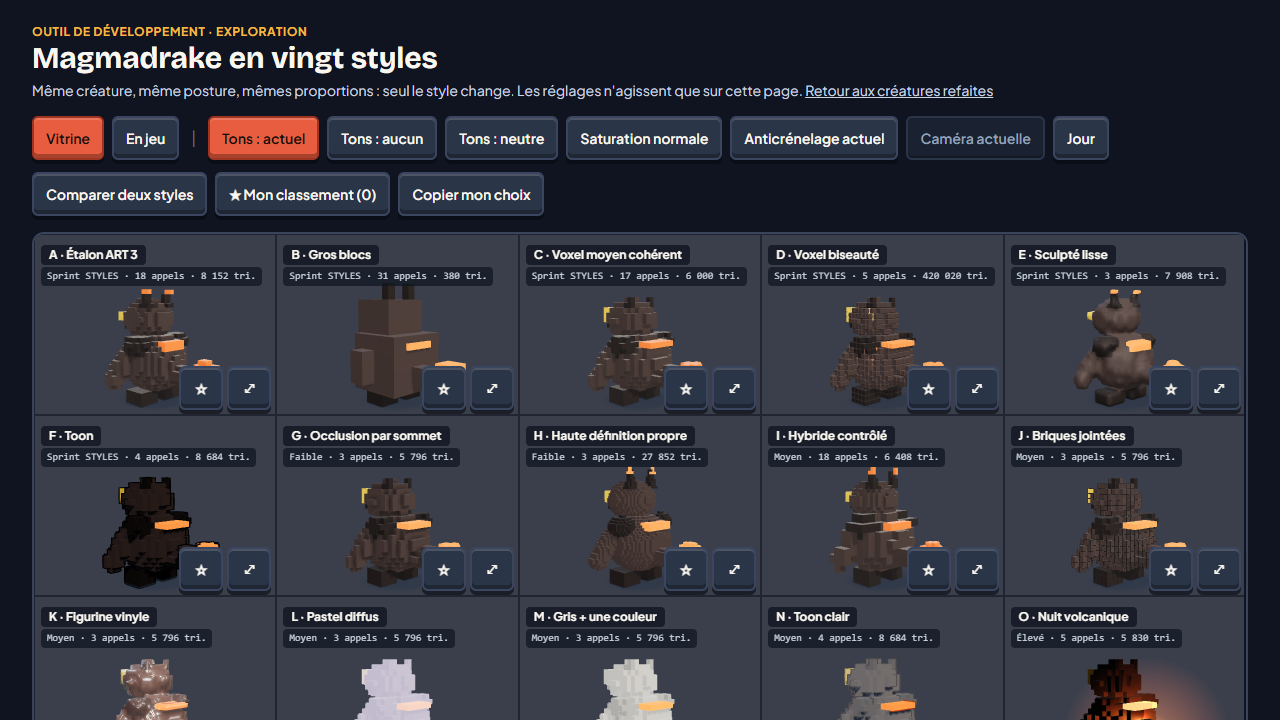 OUTIL DE DÉVELOPPEMENT · EXPLORATION
Magmadrake en vingt styles
Même créature, même posture, mêmes proportions : seul le style change. Les réglages n'agissent que sur cette page. Retour aux créatures refaites
Vitrine En jeu | Tons : actuel Tons : aucun Tons : neutre Saturation normale Anticrénelage actuel Caméra actuelle Jour
Comparer deux styles ★ Mon classement (0) Copier mon choix
A · Étalon ART 3
Sprint STYLES · 18 appels · 8 152 tri.
B · Gros blocs
Sprint STYLES · 31 appels · 380 tri.
C · Voxel moyen cohérent
Sprint STYLES · 17 appels · 6 000 tri.
D · Voxel biseauté
Sprint STYLES · 5 appels · 420 020 tri.
E · Sculpté lisse
Sprint STYLES · 3 appels · 7 908 tri.
F · Toon
Sprint STYLES · 4 appels · 8 684 tri.
G · Occlusion par sommet
Faible · 3 appels · 5 796 tri.
H · Haute définition propre
Faible · 3 appels · 27 852 tri.
I · Hybride contrôlé
Moyen · 18 appels · 6 408 tri.
J · Briques jointées
Moyen · 3 appels · 5 796 tri.
K · Figurine vinyle
Moyen · 3 appels · 5 796 tri.
L · Pastel diffus
Moyen · 3 appels · 5 796 tri.
M · Gris + une couleur
Moyen · 3 appels · 5 796 tri.
N · Toon clair
Moyen · 4 appels · 8 684 tri.
O · Nuit volcanique
Élevé · 5 appels · 5 830 tri.